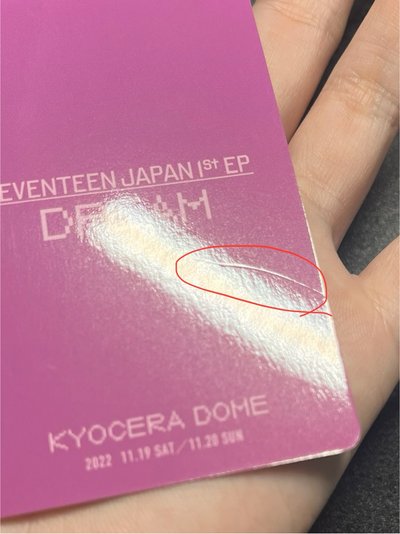 EVENTEEN JAPAN 1st EP
KYOCERA DOME
2022 11.19 SAT／11.20 SUN